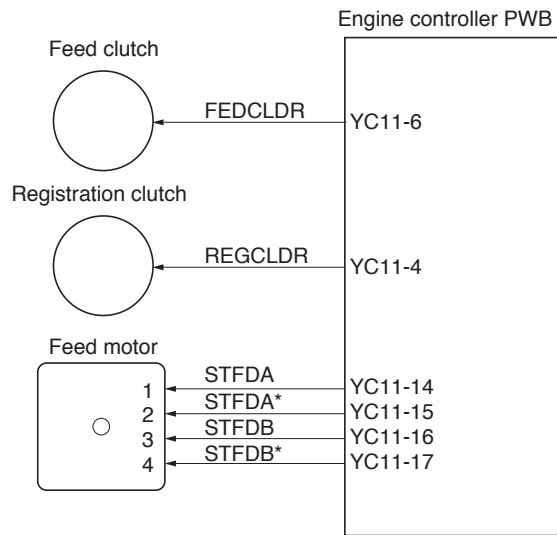 Engine controller PWB
Feed clutch
FEDCLDR
YC11-6
Registration clutch
REGCLDR
YC11-4
Feed motor
1
STFDA
YC11-14
2
STFDA*
YC11-15
3
STFDB
YC11-16
4
STFDB*
YC11-17